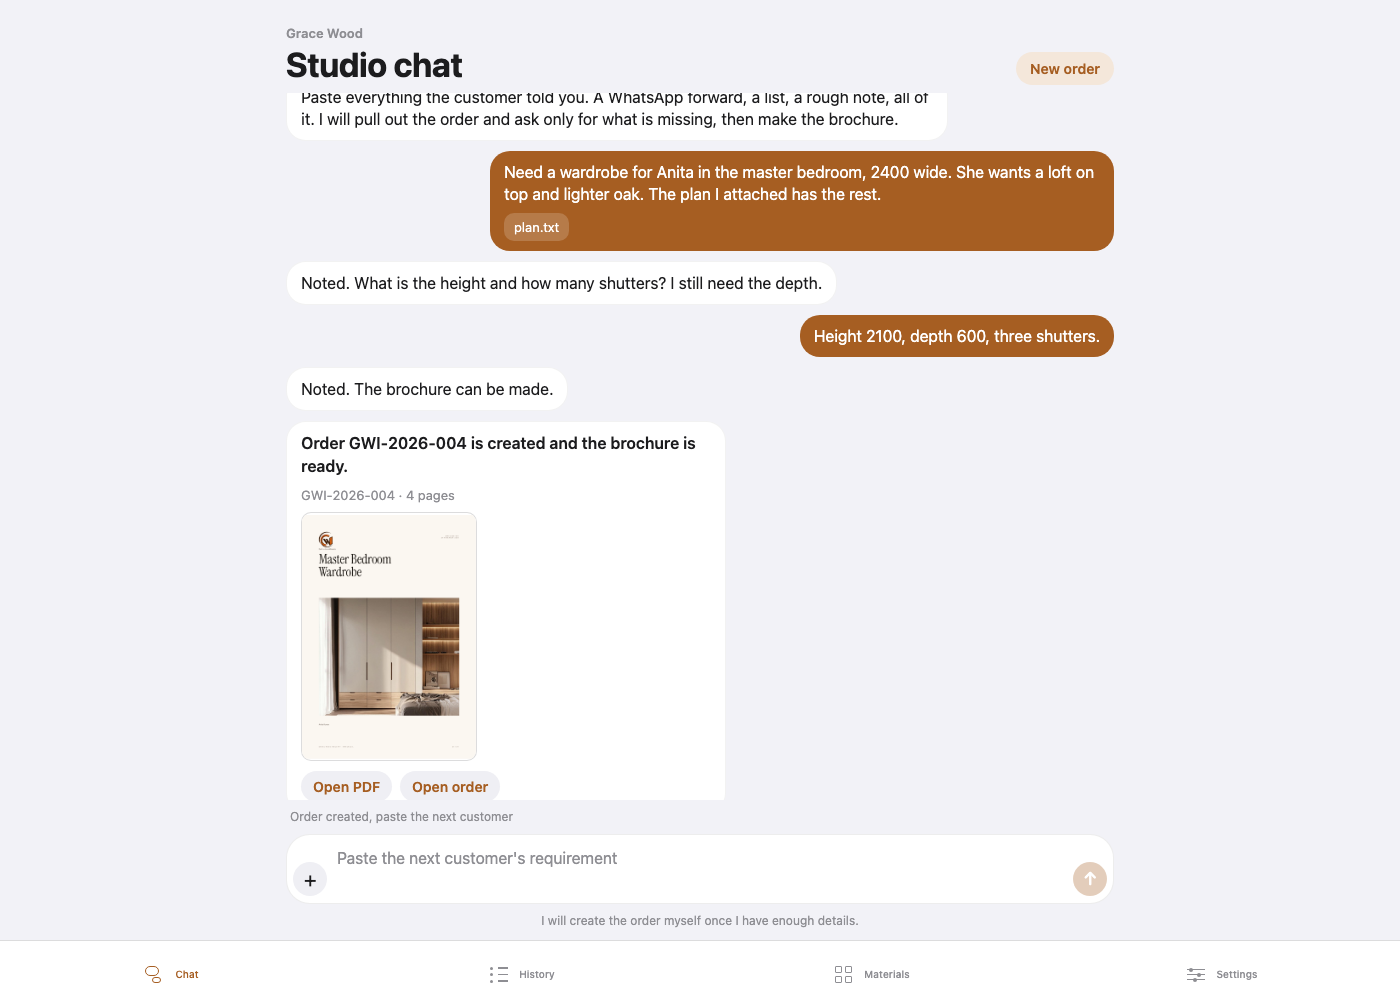 Grace Wood
Studio chat
New order
Paste everything the customer told you. A WhatsApp forward, a list, a rough note, all of
it. I will pull out the order and ask only for what is missing, then make the brochure.
Need a wardrobe for Anita in the master bedroom, 2400 wide. She wants a loft on
top and lighter oak. The plan I attached has the rest.
plan.txt
Noted. What is the height and how many shutters? I still need the depth.
Height 2100, depth 600, three shutters.
Noted. The brochure can be made.
Order GWI-2026-004 is created and the brochure is
ready.
GWI-2026-004 · 4 pages
Master Bedroom
Wardrobe
Open PDF
Open order
Order created, paste the next customer
Paste the next customer's requirement
I will create the order myself once I have enough details.
Chat
History
Materials
Settings